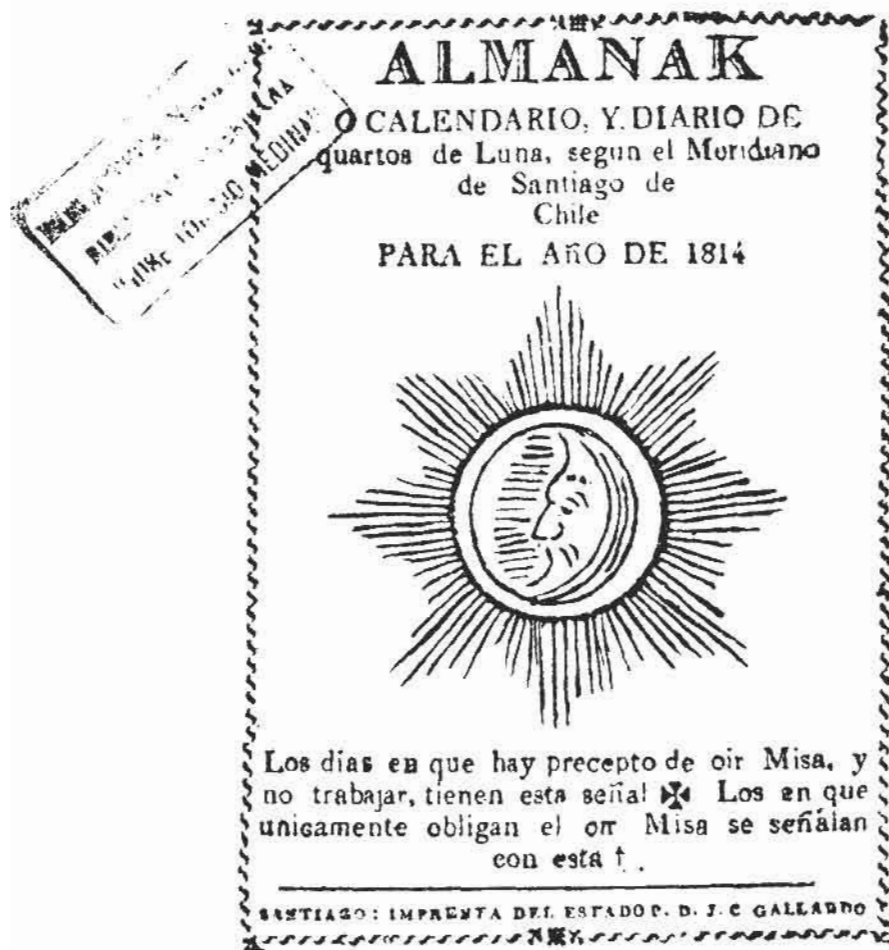 ALMANAK
O CALENDARIO, Y DIARIO DE
quartos de Luna, segun el Meridiano
de Santiago de
Chile
PARA EL AñO DE 1814
MEDINA
Los días en que hay precepto de oir Misa, y
no trabajar, tienen esta señal ✠ Los en que
unicamente obligan el oir Misa se señalan
con esta †.
SANTIAGO: IMPRENTA DEL ESTADO P. D. J. C GALLARDO